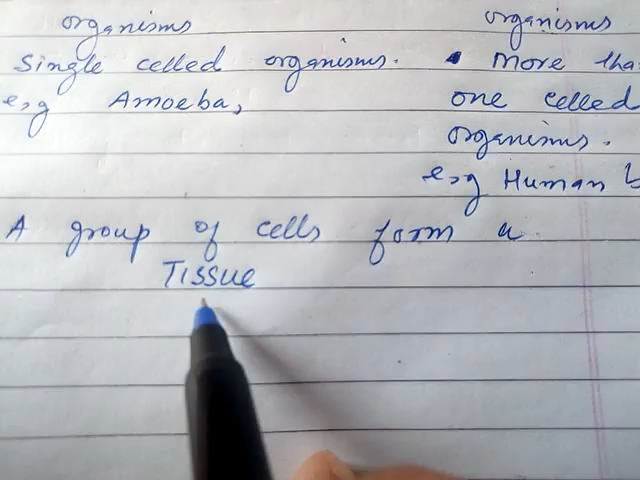 organisms organisms
Single celled organisms. • More tha
e,g Amoeba, one celled
organisms.
e,g Human b
A group of cells form a
Tissue